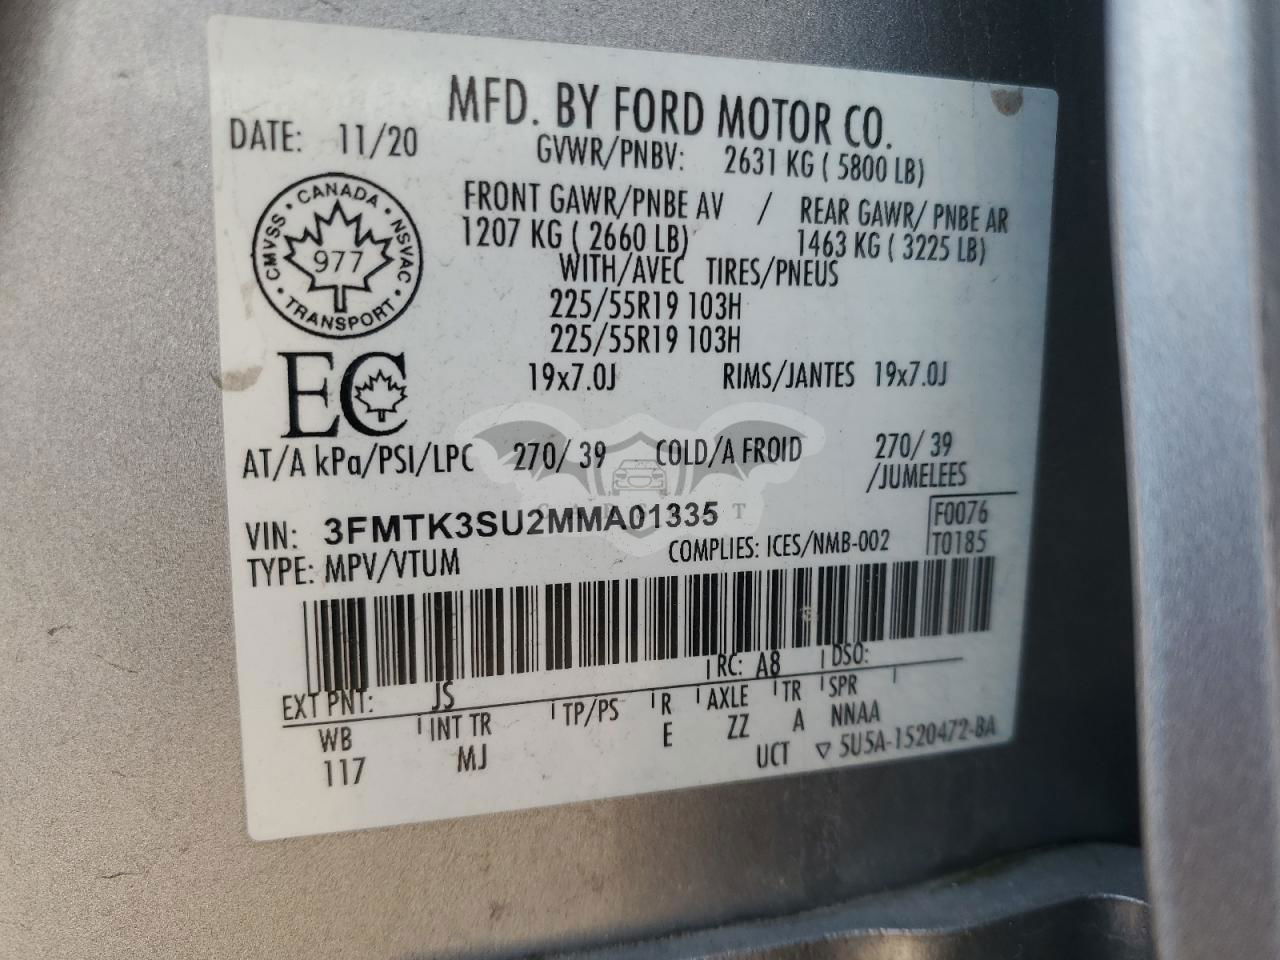 MFD. BY FORD MOTOR CO.
DATE: 11/20
GVWR/PNBV: 2631 KG ( 5800 LB)
FRONT GAWR/PNBE AV / REAR GAWR/ PNBE AR
1207 KG ( 2660 LB) 1463 KG ( 3225 LB)
WITH/AVEC TIRES/PNEUS
225/55R19 103H
225/55R19 103H
19x7.0J RIMS/JANTES 19x7.0J
CANADA
CMVSS NSVAC
977
TRANSPORT
EC
AT/A kPa/PSI/LPC 270/ 39 COLD/A FROID 270/ 39
/JUMELEES
VIN: 3FMTK3SU2MMA01335
F0076
TYPE: MPV/VTUM COMPLIES: ICES/NMB-002 T0185
RC: A8 DSO:
EXT PNT: JS
WB INT TR TP/PS R AXLE TR SPR
117 MJ E ZZ A NNAA
UCT ▽ 5U5A-1520472-BA